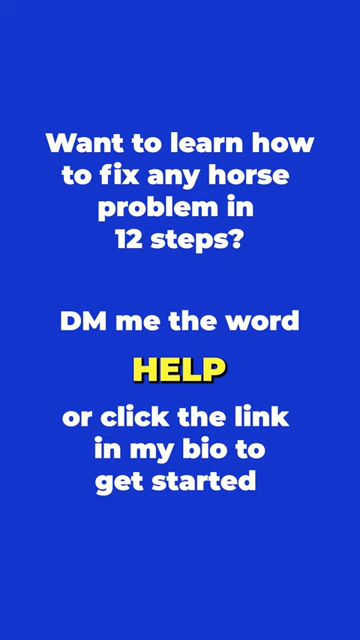 Want to learn how
to fix any horse
problem in
12 steps?
DM me the word
HELP
or click the link
in my bio to
get started